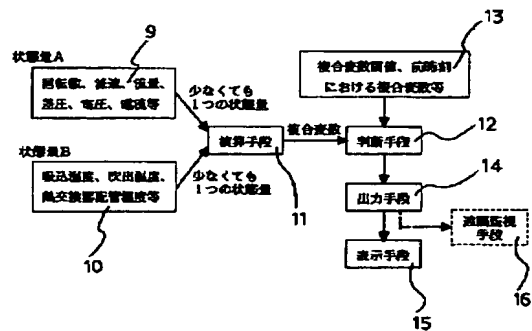 状態量A
9
回転数、流速、流量、
差圧、電圧、電流等
少なくても
1つの状態量
状態量B
吸込温度、吹出温度、
熱交換器配管温度等
10
少なくても
1つの状態量
演算手段
11
複合変数
13
複合変数閾値、前時刻
における複合変数等
判断手段
12
出力手段
14
表示手段
15
遠隔監視
手段
16